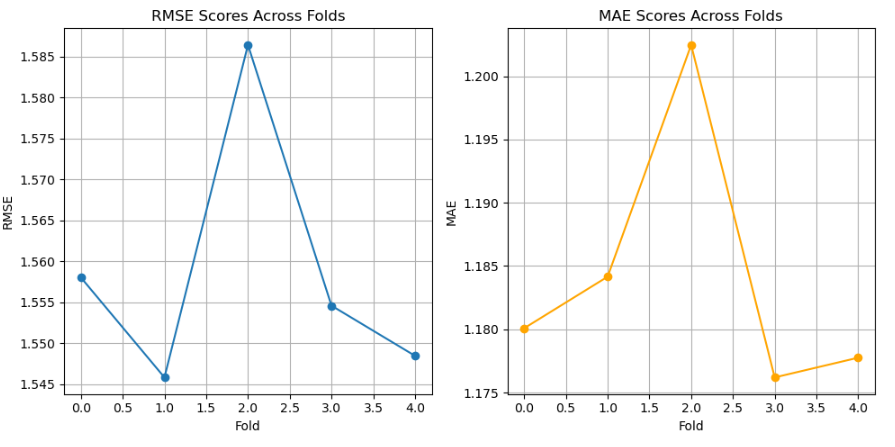 RMSE Scores Across Folds
RMSE
1.585
1.580
1.575
1.570
1.565
1.560
1.555
1.550
1.545
0.0 0.5 1.0 1.5 2.0 2.5 3.0 3.5 4.0
Fold
MAE Scores Across Folds
MAE
1.200
1.195
1.190
1.185
1.180
1.175
0.0 0.5 1.0 1.5 2.0 2.5 3.0 3.5 4.0
Fold